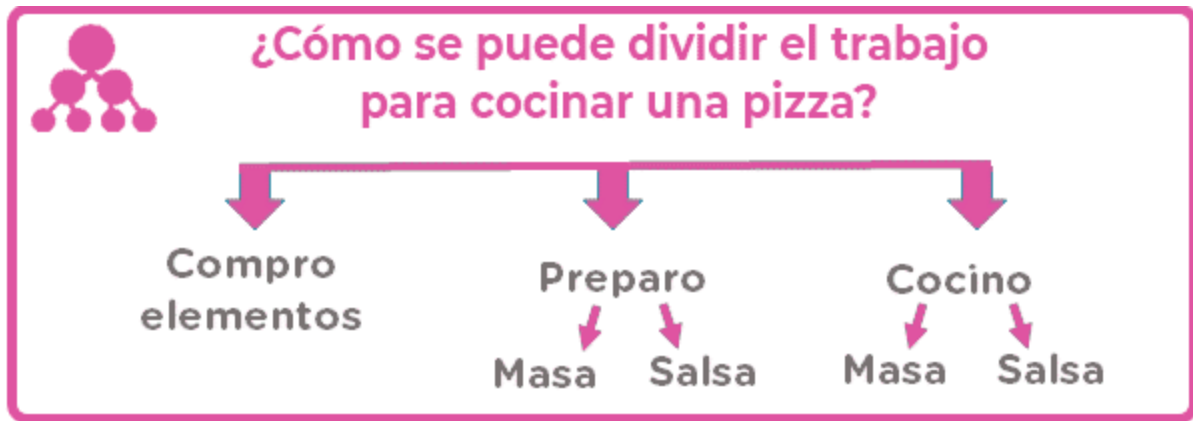 ¿Cómo se puede dividir el trabajo
para cocinar una pizza?
Compro
elementos
Preparo
Masa
Salsa
Cocino
Masa
Salsa